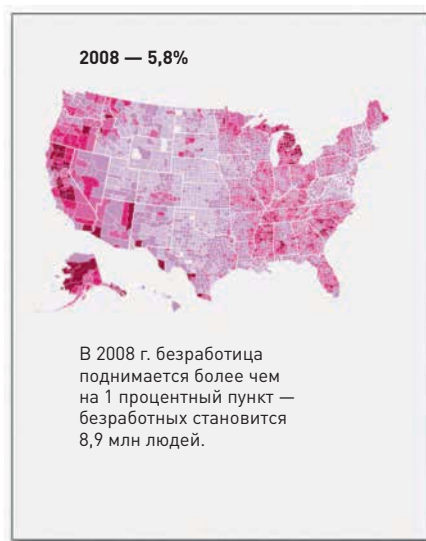 2008 — 5,8%
В 2008 г. безработица
поднимается более чем
на 1 процентный пункт —
безработных становится
8,9 млн людей.